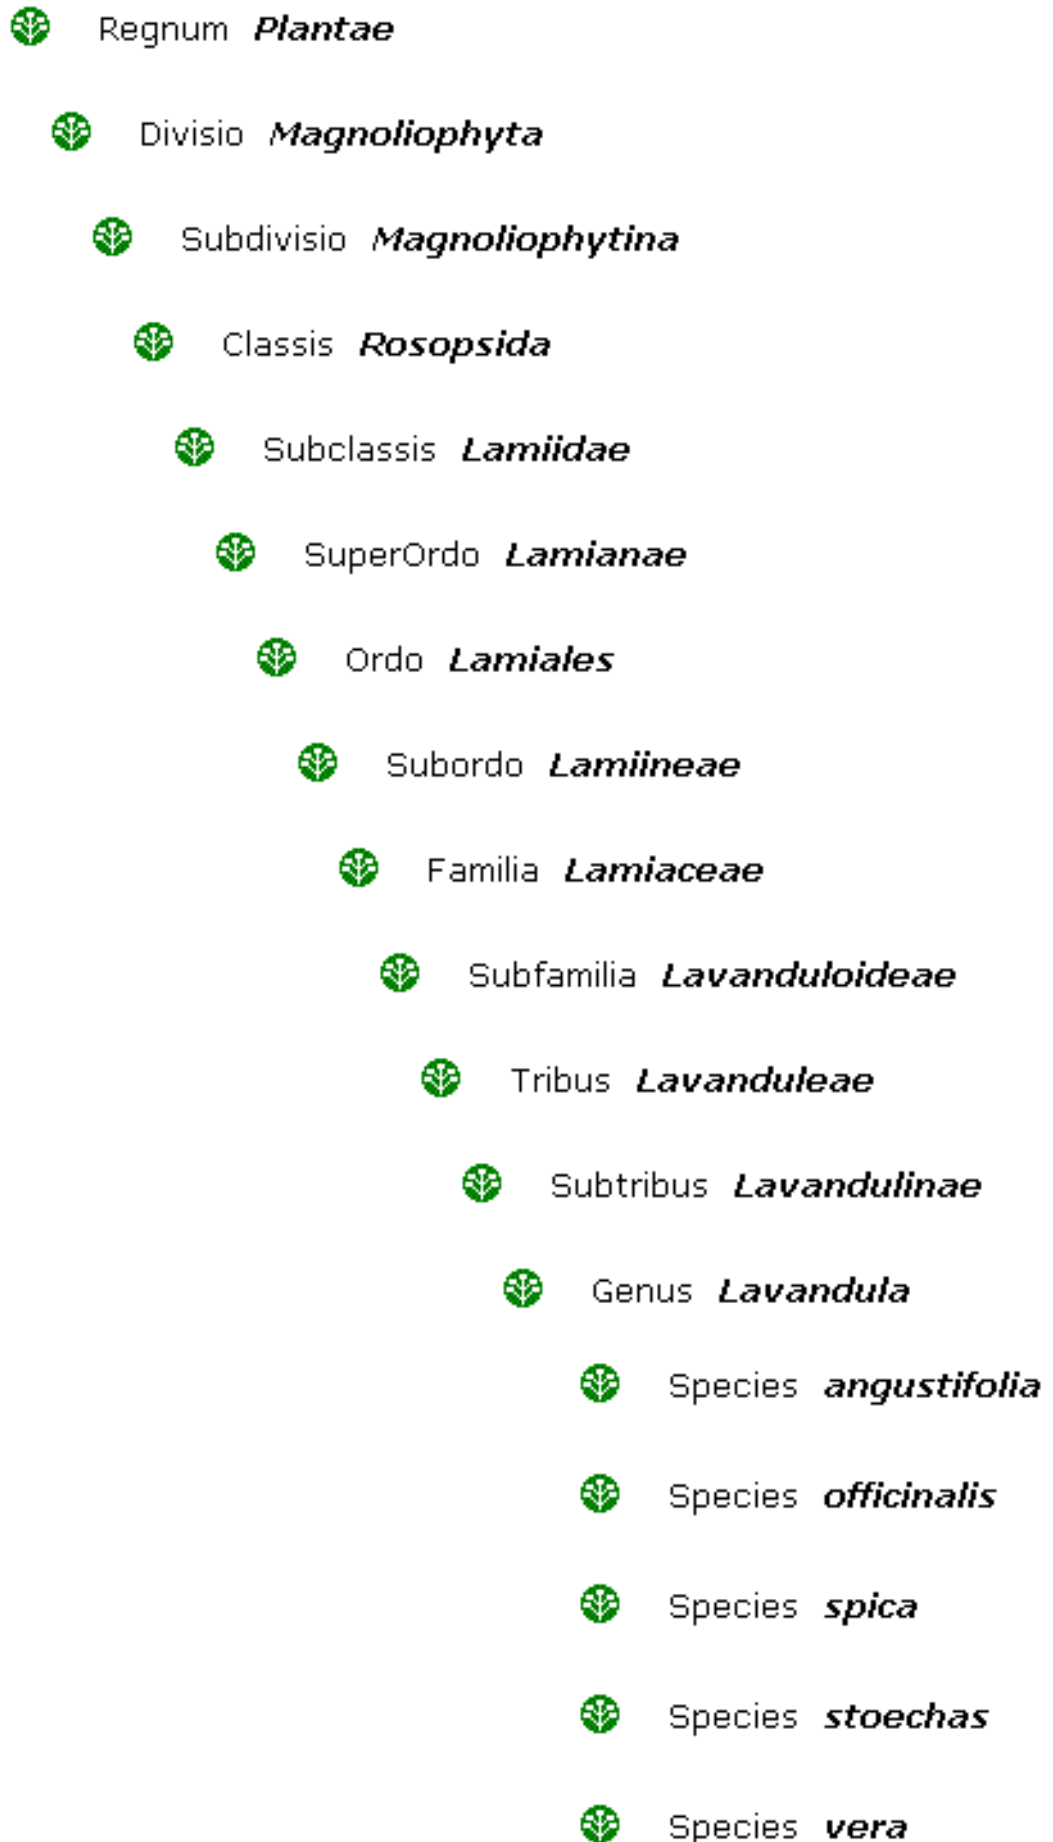 Regnum Plantae
Divisio Magnoliophyta
Subdivisio Magnoliophytina
Classis Rosopsida
Subclassis Lamiidae
SuperOrdo Lamianae
Ordo Lamiales
Subordo Lamiineae
Familia Lamiaceae
Subfamilia Lavanduloideae
Tribus Lavanduleae
Subtribus Lavandulinae
Genus Lavandula
Species angustifolia
Species officinalis
Species spica
Species stoechas
Species vera